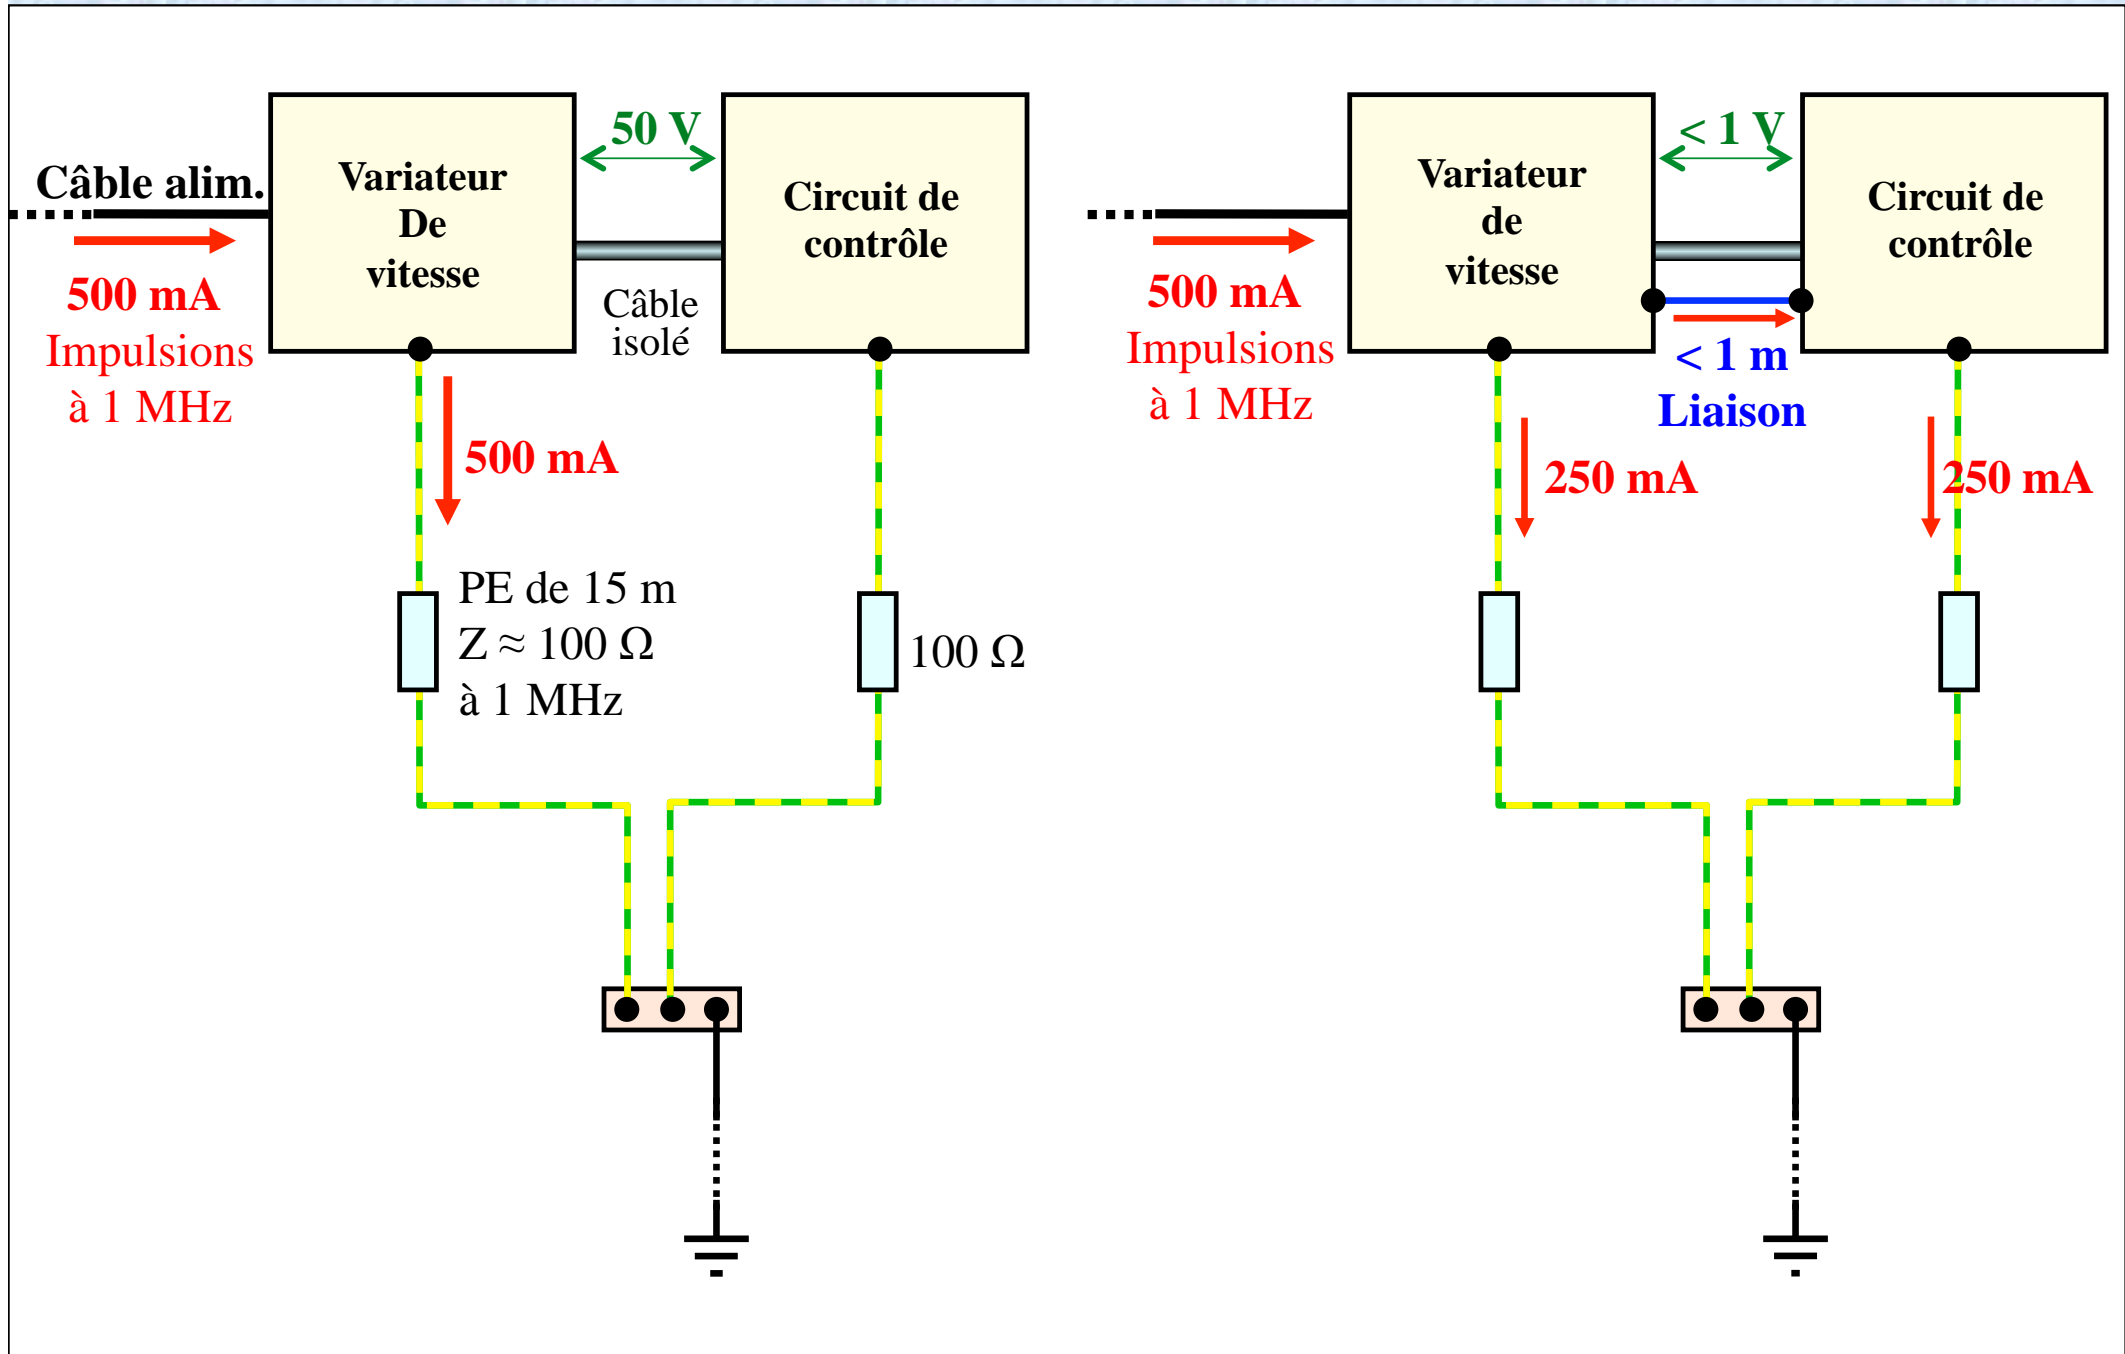 Câble alim.
500 mA
Impulsions
à 1 MHz
Variateur
De
vitesse
50 V
Câble
isolé
Circuit de
contrôle
500 mA
PE de 15 m
Z ≈ 100 Ω
à 1 MHz
100 Ω
500 mA
Impulsions
à 1 MHz
Variateur
de
vitesse
< 1 V
< 1 m
Liaison
Circuit de
contrôle
250 mA
250 mA